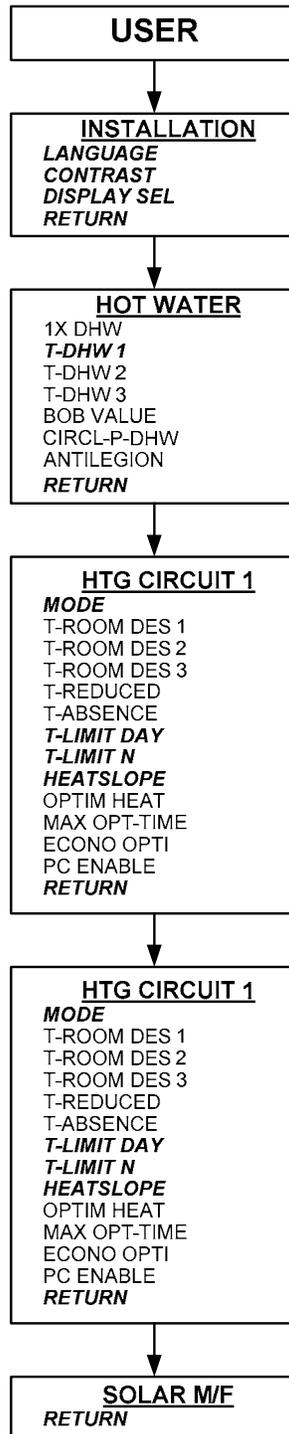 USER
INSTALLATION
LANGUAGE
CONTRAST
DISPLAY SEL
RETURN
HOT WATER
1X DHW
T-DHW 1
T-DHW 2
T-DHW 3
BOB VALUE
CIRCL-P-DHW
ANTILEGION
RETURN
HTG CIRCUIT 1
MODE
T-ROOM DES 1
T-ROOM DES 2
T-ROOM DES 3
T-REDUCED
T-ABSENCE
T-LIMIT DAY
T-LIMIT N
HEATSLOPE
OPTIM HEAT
MAX OPT-TIME
ECONO OPTI
PC ENABLE
RETURN
HTG CIRCUIT 1
MODE
T-ROOM DES 1
T-ROOM DES 2
T-ROOM DES 3
T-REDUCED
T-ABSENCE
T-LIMIT DAY
T-LIMIT N
HEATSLOPE
OPTIM HEAT
MAX OPT-TIME
ECONO OPTI
PC ENABLE
RETURN
SOLAR M/F
RETURN